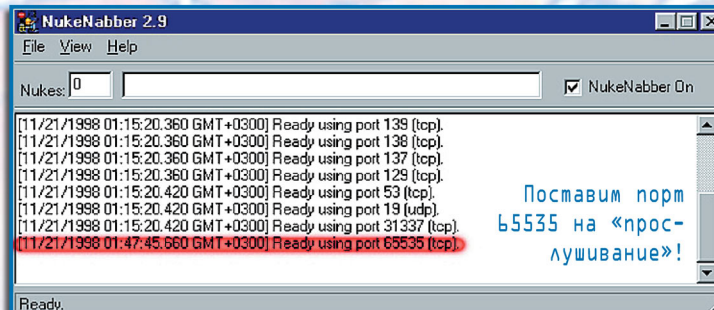 NukeNabber 2.9
File View Help
Nukes: 0 NukeNabber On
[11/21/1998 01:15:20.360 GMT+0300] Ready using port 139 (tcp).
[11/21/1998 01:15:20.360 GMT+0300] Ready using port 138 (tcp).
[11/21/1998 01:15:20.360 GMT+0300] Ready using port 137 (tcp).
[11/21/1998 01:15:20.360 GMT+0300] Ready using port 129 (tcp).
[11/21/1998 01:15:20.420 GMT+0300] Ready using port 53 (tcp).
[11/21/1998 01:15:20.420 GMT+0300] Ready using port 19 (udp).
[11/21/1998 01:15:20.420 GMT+0300] Ready using port 31337 (tcp).
[11/21/1998 01:47:45.660 GMT+0300] Ready using port 65535 (tcp).
Поставим порт
65535 на «прос-
лушивание»!
Ready.